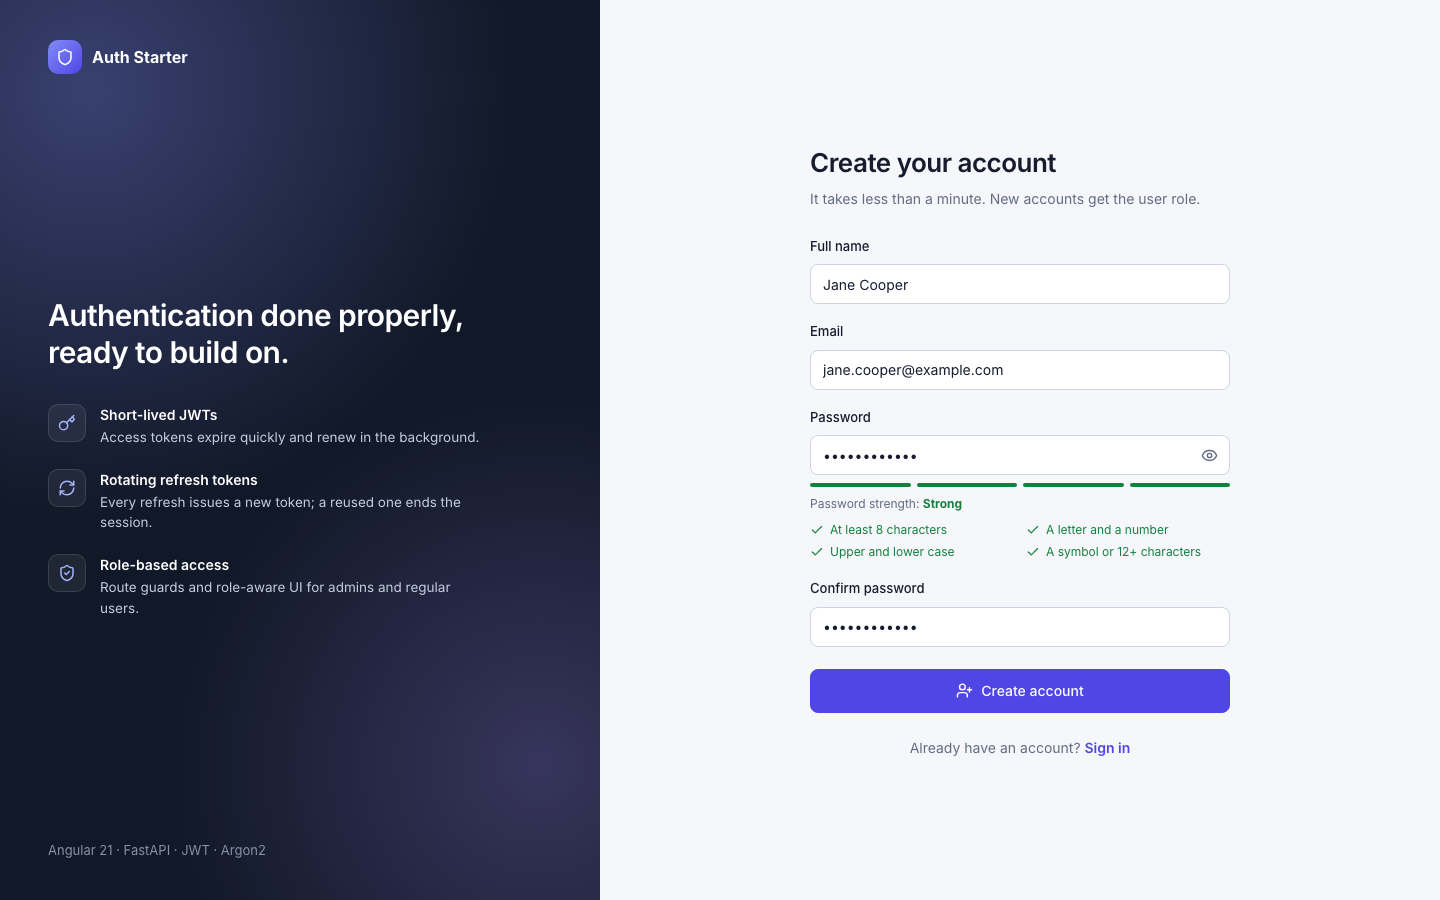 Auth Starter
Authentication done properly,
ready to build on.
Short-lived JWTs
Access tokens expire quickly and renew in the background.
Rotating refresh tokens
Every refresh issues a new token; a reused one ends the
session.
Role-based access
Route guards and role-aware UI for admins and regular
users.
Angular 21 · FastAPI · JWT · Argon2
Create your account
It takes less than a minute. New accounts get the user role.
Full name
Jane Cooper
Email
jane.cooper@example.com
Password
••••••••••••
Password strength: Strong
At least 8 characters
A letter and a number
Upper and lower case
A symbol or 12+ characters
Confirm password
••••••••••••
Create account
Already have an account? Sign in